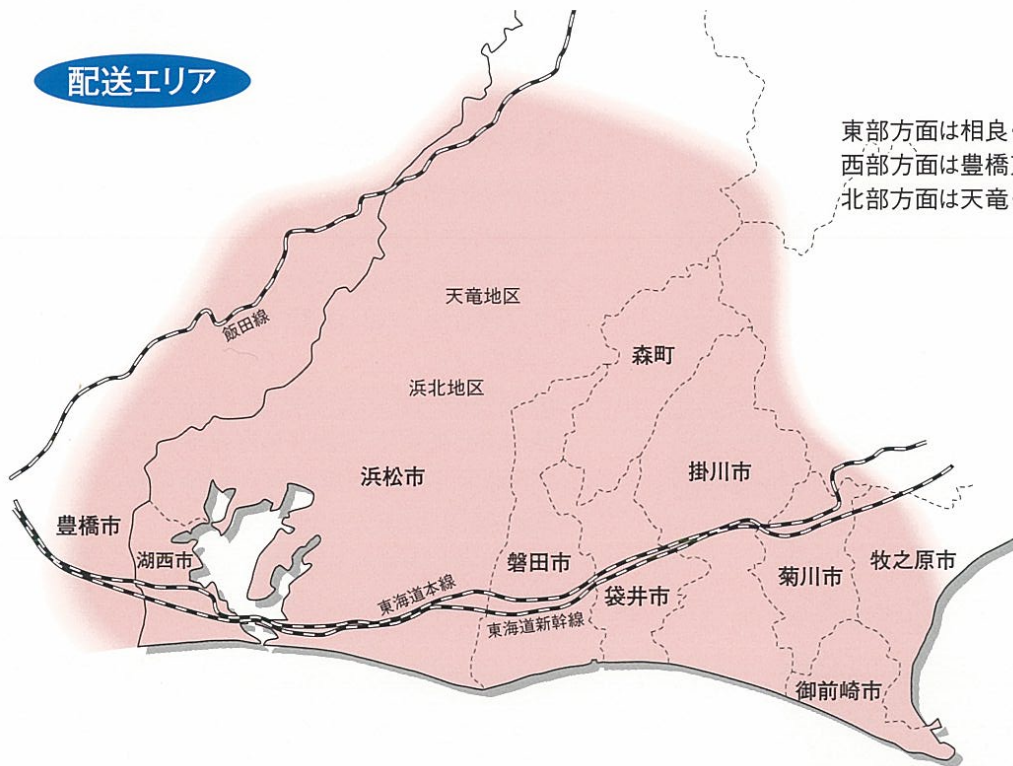 配送エリア
東部方面は相良・
西部方面は豊橋
北部方面は天竜・
天竜地区
飯田線
森町
浜北地区
浜松市
掛川市
豊橋市
湖西市
磐田市
菊川市
牧之原市
袋井市
東海道本線
東海道新幹線
御前崎市